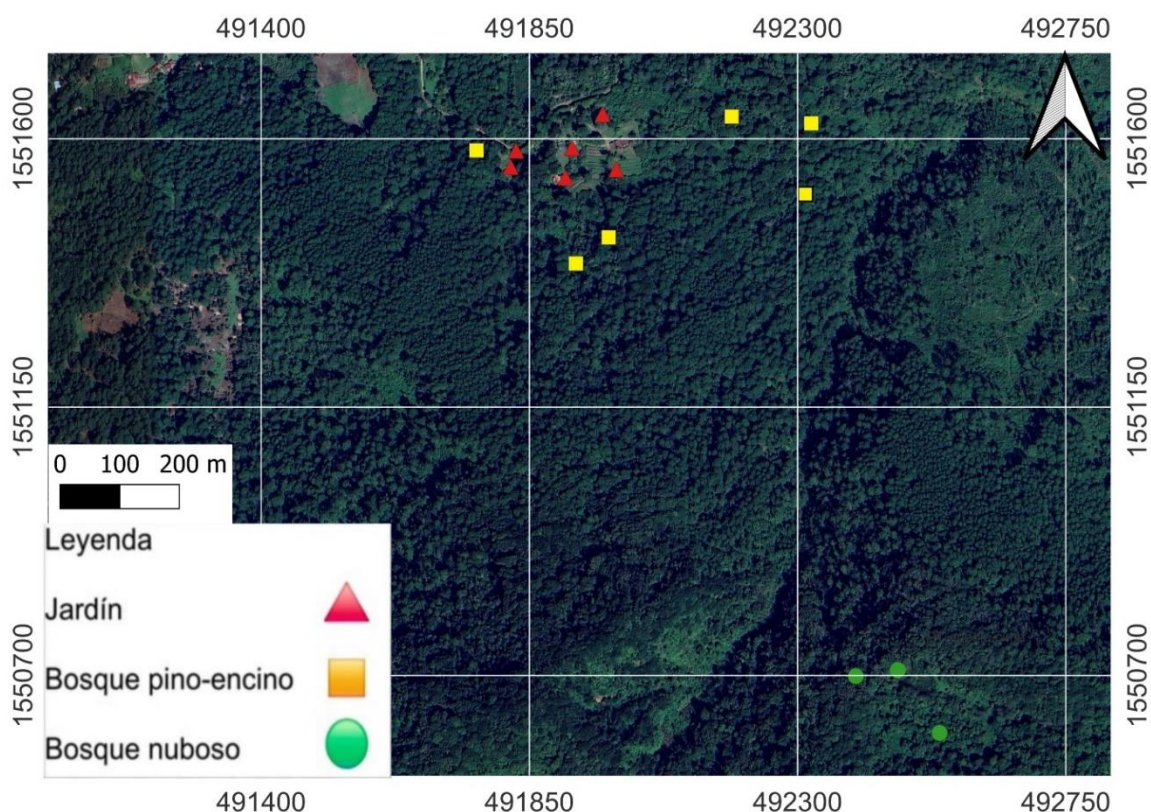 491400 491850 492300 492750
1551600 1551600
1551150 1551150
0 100 200 m
Leyenda
Jardín
Bosque pino-encino
Bosque nuboso
1550700 1550700
491400 491850 492300 492750